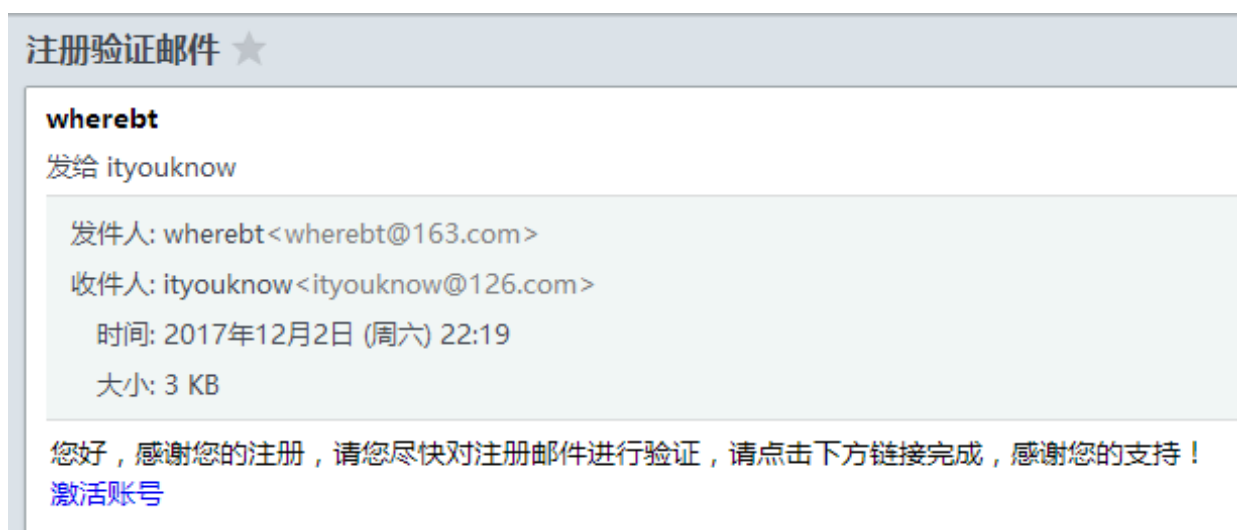 注册验证邮件
wherebt
发给 ityouknow
发件人: wherebt<wherebt@163.com>
收件人: ityouknow<ityouknow@126.com>
时间: 2017年12月2日 (周六) 22:19
大小: 3 KB
您好，感谢您的注册，请您尽快对注册邮件进行验证，请点击下方链接完成，感谢您的支持！
激活账号